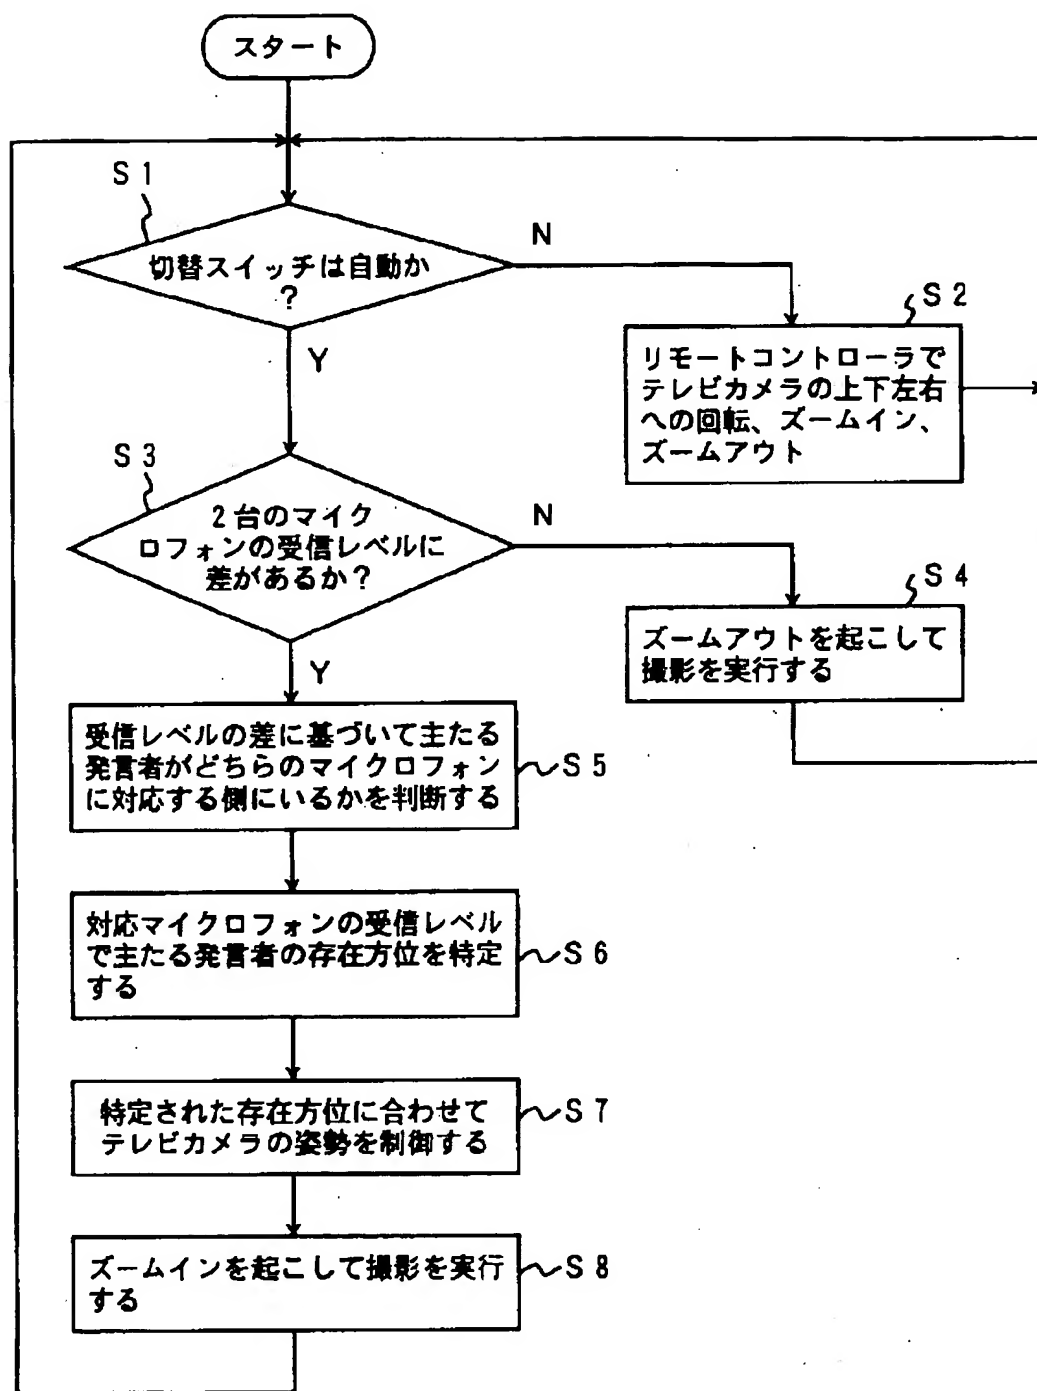 スタート
S1
切替スイッチは自動か
?
N
Y
S2
リモートコントローラで
テレビカメラの上下左右
への回転、ズームイン、
ズームアウト
S3
2台のマイク
ロフォンの受信レベルに
差があるか?
N
Y
S4
ズームアウトを起こして
撮影を実行する
受信レベルの差に基づいて主たる
発言者がどちらのマイクロフォン
に対応する側にいるかを判断する
S5
対応マイクロフォンの受信レベル
で主たる発言者の存在方位を特定
する
S6
特定された存在方位に合わせて
テレビカメラの姿勢を制御する
S7
ズームインを起こして撮影を実行
する
S8